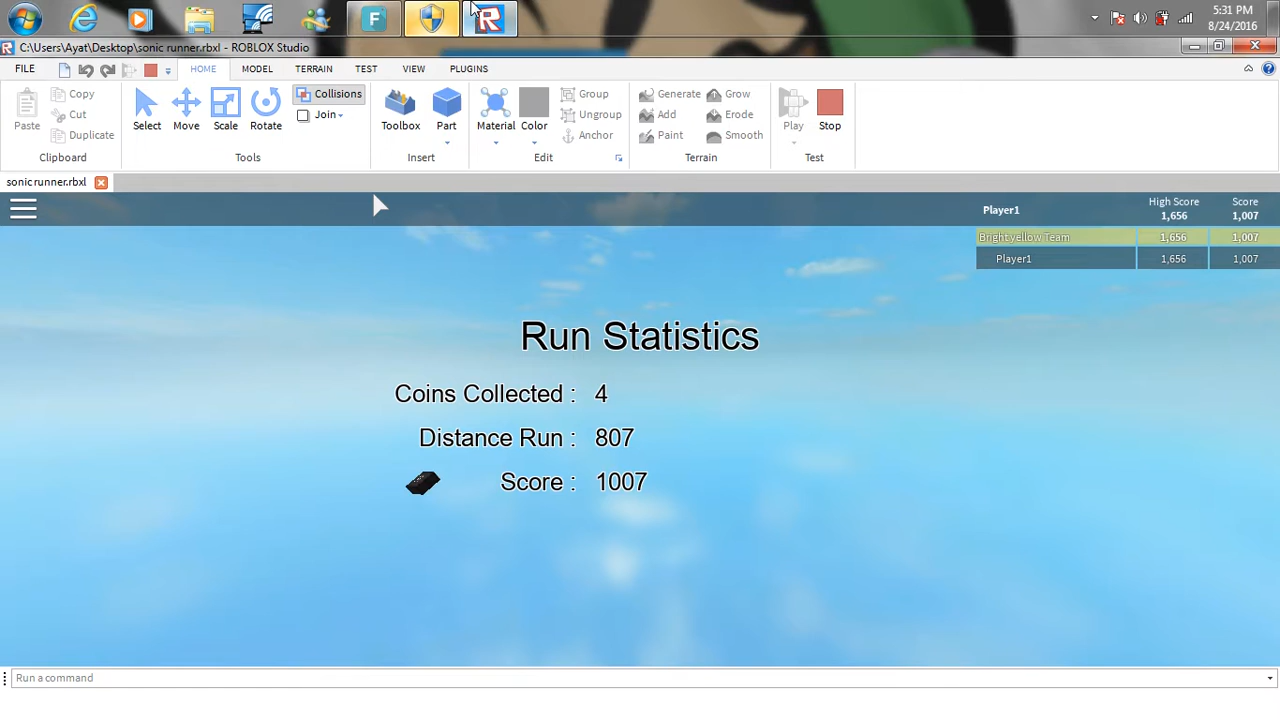 5:31 PM
8/24/2016
C:\Users\Ayat\Desktop\sonic runner.rbxl - ROBLOX Studio
FILE HOME MODEL TERRAIN TEST VIEW PLUGINS
Paste Copy Cut Duplicate
Clipboard
Select Move Scale Rotate Collisions Join
Tools
Toolbox Part
Insert
Material Color Group Ungroup Anchor
Edit
Generate Grow
Add Erode
Paint Smooth
Terrain
Play Stop
Test
sonic runner.rbxl
Player1 High Score 1,656 Score 1,007
Bright yellow Team 1,656 1,007
Player1 1,656 1,007
Run Statistics
Coins Collected : 4
Distance Run : 807
Score : 1007
Run a command